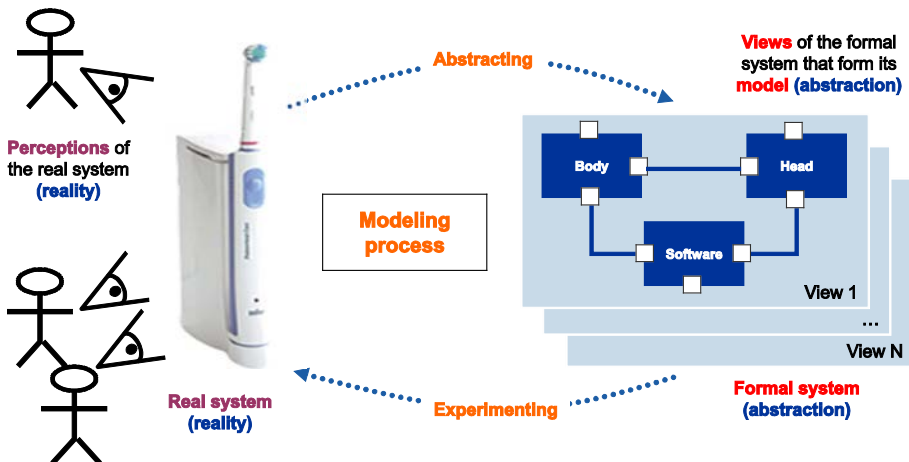 Abstracting
Views of the formal
system that form its
model (abstraction)
Perceptions of
the real system
(reality)
Modeling
process
Body
Head
Software
View 1
...
View N
Real system
(reality)
Experimenting
Formal system
(abstraction)